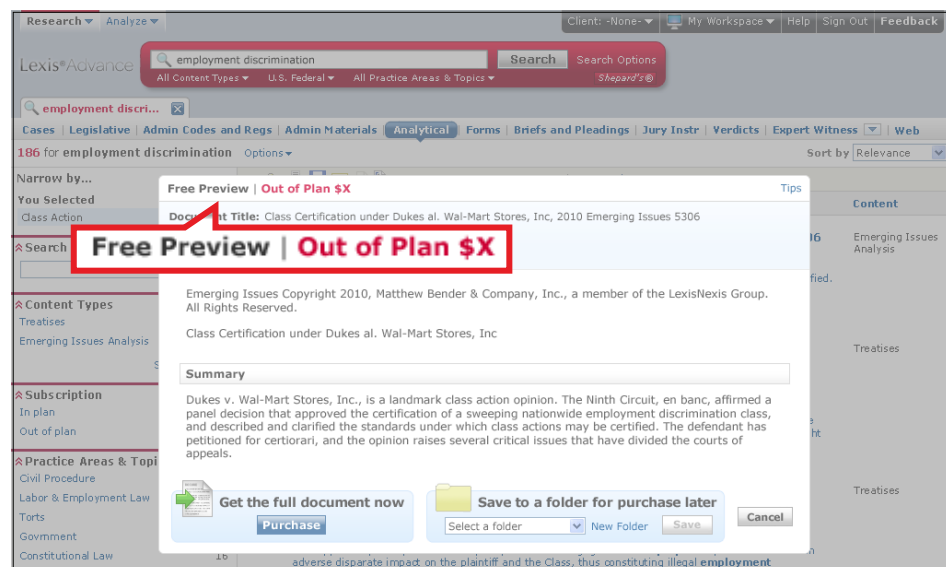 Research Analyze Client: -None- My Workspace Help Sign Out Feedback
Lexis®Advance employment discrimination Search Search Options
All Content Types U.S. Federal All Practice Areas & Topics Shepard's®
employment discri...
Cases | Legislative | Admin Codes and Regs | Admin Materials | Analytical | Forms | Briefs and Pleadings | Jury Instr | Verdicts | Expert Witness | Web
186 for employment discrimination Options Sort by Relevance
Narrow by...
Free Preview | Out of Plan $X Tips
You Selected Content
Class Action Document Title: Class Certification under Dukes al. Wal-Mart Stores, Inc, 2010 Emerging Issues 5306
Search Free Preview | Out of Plan $X Emerging Issues
Analysis
fied.
Emerging Issues Copyright 2010, Matthew Bender & Company, Inc., a member of the LexisNexis Group.
All Rights Reserved.
Content Types
Treatises
Class Certification under Dukes al. Wal-Mart Stores, Inc
Emerging Issues Analysis Treatises
Summary
Subscription
In plan
Out of plan
Dukes v. Wal-Mart Stores, Inc., is a landmark class action opinion. The Ninth Circuit, en banc, affirmed a
panel decision that approved the certification of a sweeping nationwide employment discrimination class,
and described and clarified the standards under which class actions may be certified. The defendant has
petitioned for certiorari, and the opinion raises several critical issues that have divided the courts of
appeals.
Practice Areas & Topi
Civil Procedure
Labor & Employment Law Treatises
Torts
Govrnment
Constitutional Law 16
Get the full document now Save to a folder for purchase later
Purchase Select a folder New Folder Save Cancel
adverse disparate impact on the plaintiff and the Class, thus constituting illegal employment